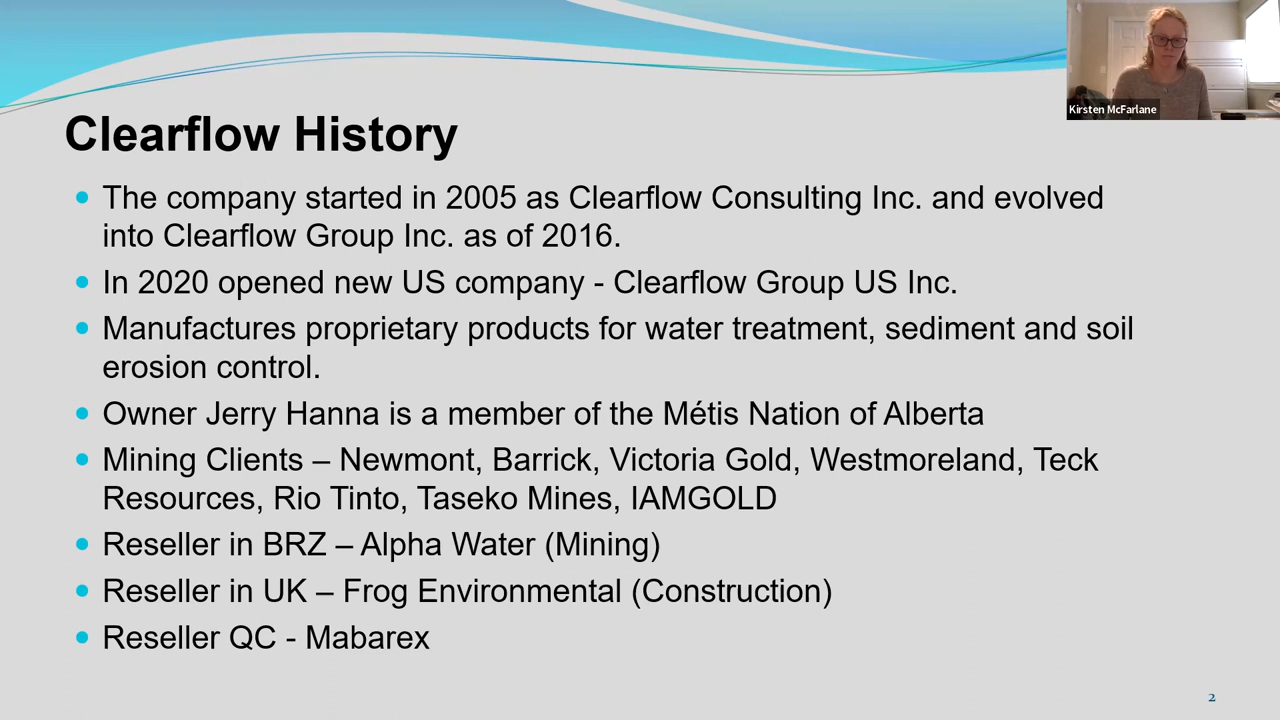 Kirsten McFarlane
Clearflow History
• The company started in 2005 as Clearflow Consulting Inc. and evolved
into Clearflow Group Inc. as of 2016.
• In 2020 opened new US company - Clearflow Group US Inc.
• Manufactures proprietary products for water treatment, sediment and soil
erosion control.
• Owner Jerry Hanna is a member of the Métis Nation of Alberta
• Mining Clients – Newmont, Barrick, Victoria Gold, Westmoreland, Teck
Resources, Rio Tinto, Taseko Mines, IAMGOLD
• Reseller in BRZ – Alpha Water (Mining)
• Reseller in UK – Frog Environmental (Construction)
• Reseller QC - Mabarex
2